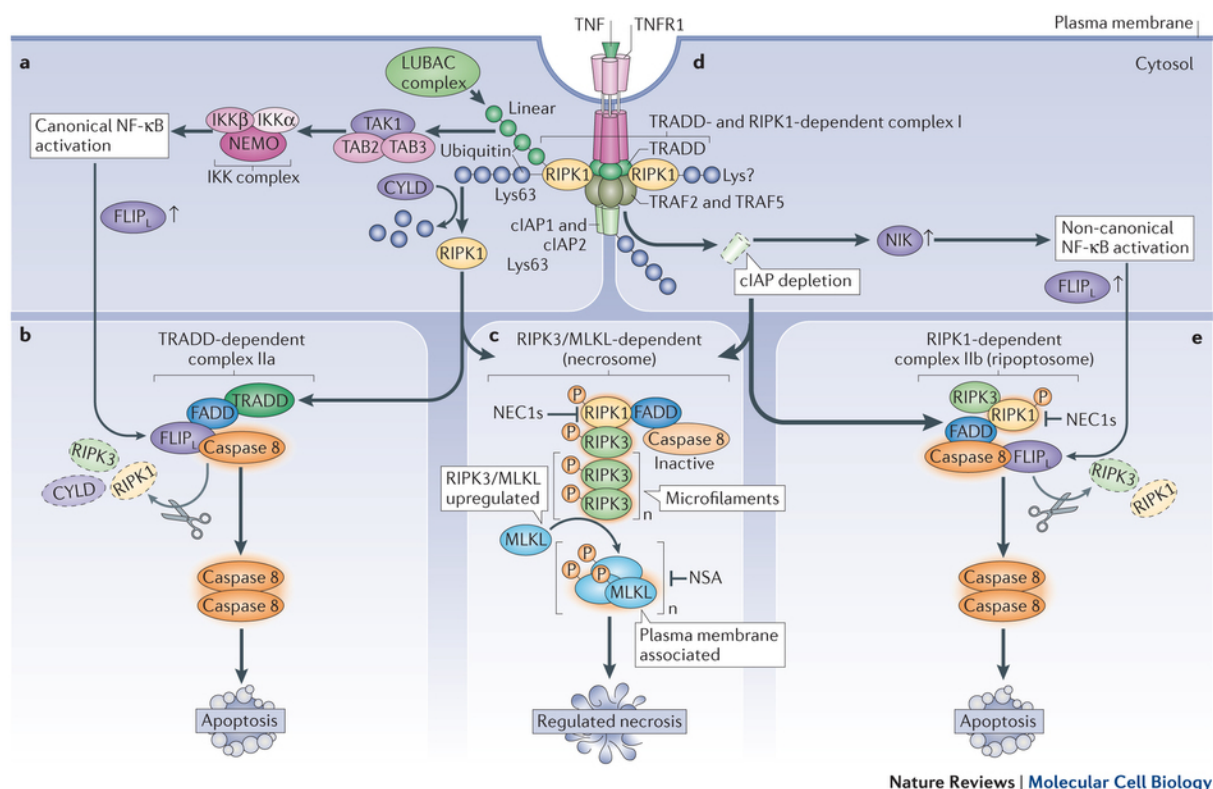 TNF
TNFR1
Plasma membrane
a
d
Cytosol
LUBAC
complex
Linear
Canonical NF-κB
activation
IKKβ
IKKα
NEMO
IKK complex
TAK1
TAB2
TAB3
TRADD- and RIPK1-dependent complex I
TRADD
Ubiquitin
RIPK1
RIPK1
Lys?
Lys63
CYLD
TRAF2 and TRAF5
FLIPL ↑
cIAP1 and
cIAP2
RIPK1
Lys63
NIK ↑
Non-canonical
NF-κB activation
cIAP depletion
FLIPL ↑
b
TRADD-dependent
complex IIa
c
RIPK3/MLKL-dependent
(necrosome)
RIPK1-dependent
complex IIb (ripoptosome)
e
TRADD
FADD
FLIPL
Caspase 8
RIPK3
CYLD
RIPK1
Caspase 8
Caspase 8
Apoptosis
P
NEC1s
RIPK1
FADD
P
RIPK3
Caspase 8
Inactive
RIPK3/MLKL
upregulated
P
RIPK3
P
RIPK3
n
Microfilaments
MLKL
P
P
P
MLKL
n
NSA
Plasma membrane
associated
Regulated necrosis
RIPK3
P
RIPK1
NEC1s
FADD
Caspase 8
FLIPL
RIPK3
RIPK1
Caspase 8
Caspase 8
Apoptosis
Nature Reviews | Molecular Cell Biology